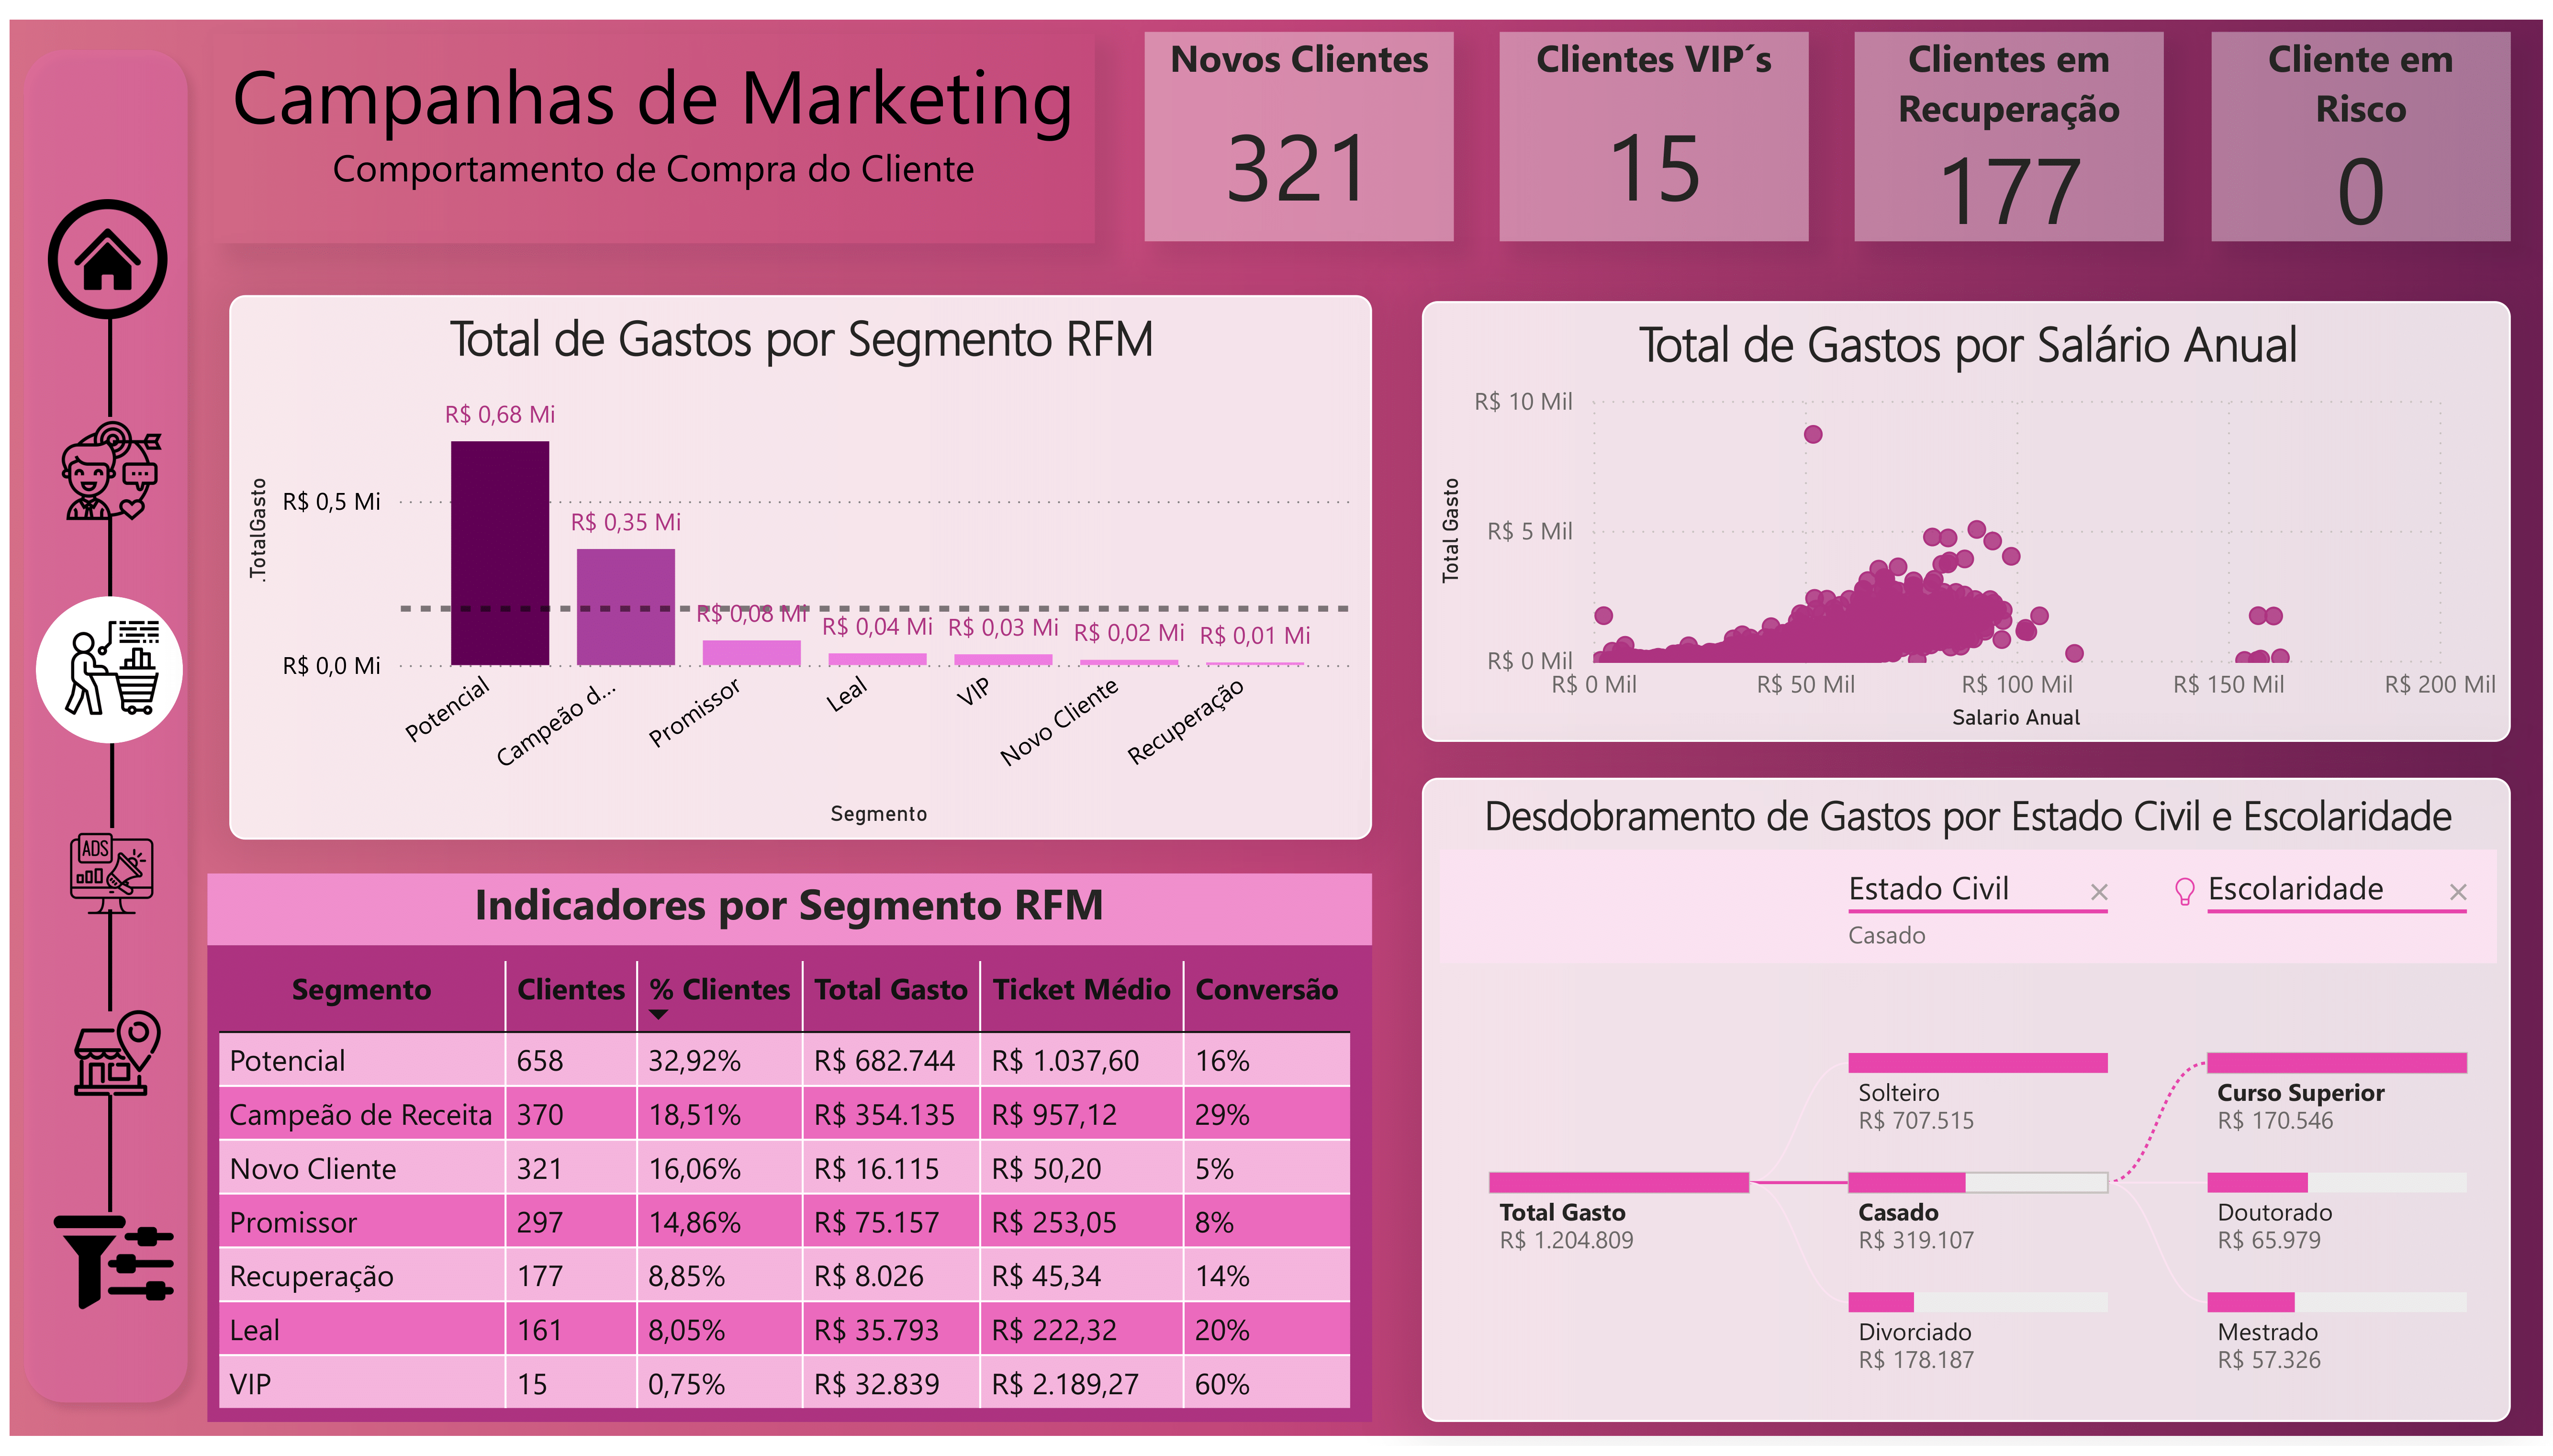 Campanhas de Marketing
Comportamento de Compra do Cliente
Novos Clientes
321
Clientes VIP´s
15
Clientes em
Recuperação
177
Cliente em
Risco
0
Total de Gastos por Segmento RFM
.TotalGasto
R$ 0,5 Mi
R$ 0,0 Mi
R$ 0,68 Mi
R$ 0,35 Mi
R$ 0,08 Mi
R$ 0,04 Mi
R$ 0,03 Mi
R$ 0,02 Mi
R$ 0,01 Mi
Potencial
Campeão d...
Promissor
Leal
VIP
Novo Cliente
Recuperação
Segmento
Total de Gastos por Salário Anual
Total Gasto
R$ 10 Mil
R$ 5 Mil
R$ 0 Mil
R$ 0 Mil
R$ 50 Mil
R$ 100 Mil
R$ 150 Mil
R$ 200 Mil
Salario Anual
ADS
Indicadores por Segmento RFM
Segmento Clientes % Clientes Total Gasto Ticket Médio Conversão
Potencial 658 32,92% R$ 682.744 R$ 1.037,60 16%
Campeão de Receita 370 18,51% R$ 354.135 R$ 957,12 29%
Novo Cliente 321 16,06% R$ 16.115 R$ 50,20 5%
Promissor 297 14,86% R$ 75.157 R$ 253,05 8%
Recuperação 177 8,85% R$ 8.026 R$ 45,34 14%
Leal 161 8,05% R$ 35.793 R$ 222,32 20%
VIP 15 0,75% R$ 32.839 R$ 2.189,27 60%
Desdobramento de Gastos por Estado Civil e Escolaridade
Estado Civil
Casado
Escolaridade
Total Gasto
R$ 1.204.809
Solteiro
R$ 707.515
Casado
R$ 319.107
Divorciado
R$ 178.187
Curso Superior
R$ 170.546
Doutorado
R$ 65.979
Mestrado
R$ 57.326